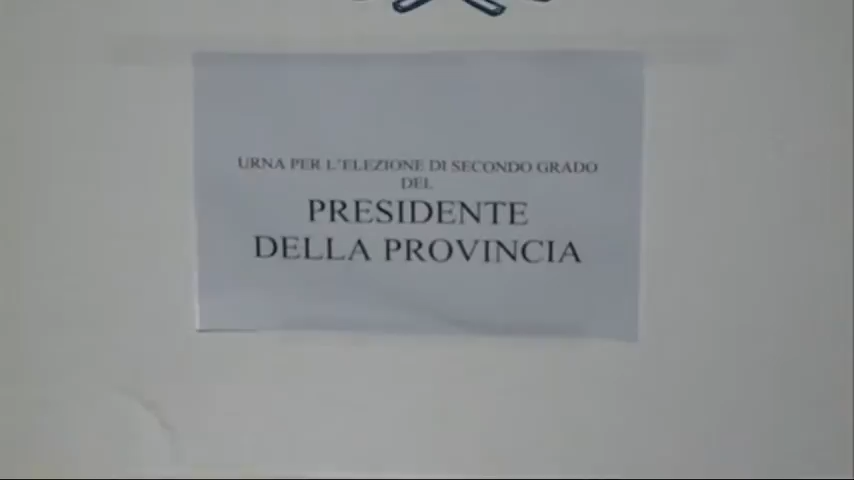 URNA PER L'ELEZIONE DI SECONDO GRADO
DEL
PRESIDENTE
DELLA PROVINCIA